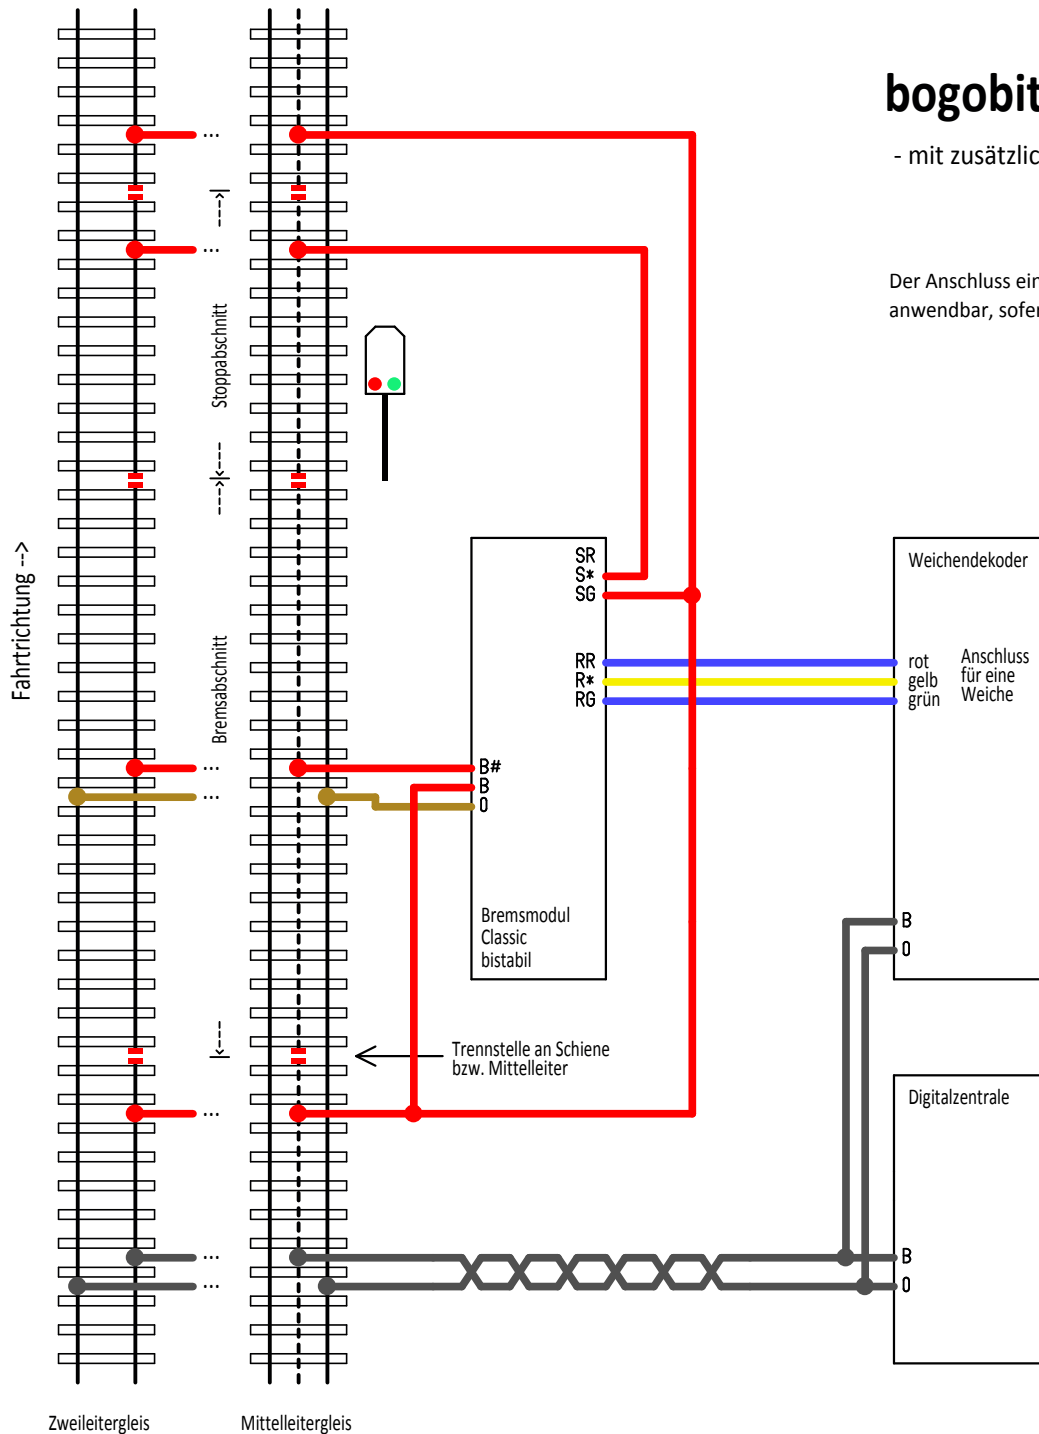 bogobit
- mit zusätzlic
Der Anschluss ein
anwendbar, sofer
...
...
Stoppabschnitt
Fahrtrichtung -->
Bremsabschnitt
SR
S*
SG
RR
R*
RG
B#
B
0
Bremsmodul
Classic
bistabil
Weichendekoder
rot
gelb
grün
Anschluss
für eine
Weiche
B
0
...
...
Trennstelle an Schiene
bzw. Mittelleiter
...
Digitalzentrale
B
0
...
...
Zweileitergleis
Mittelleitergleis